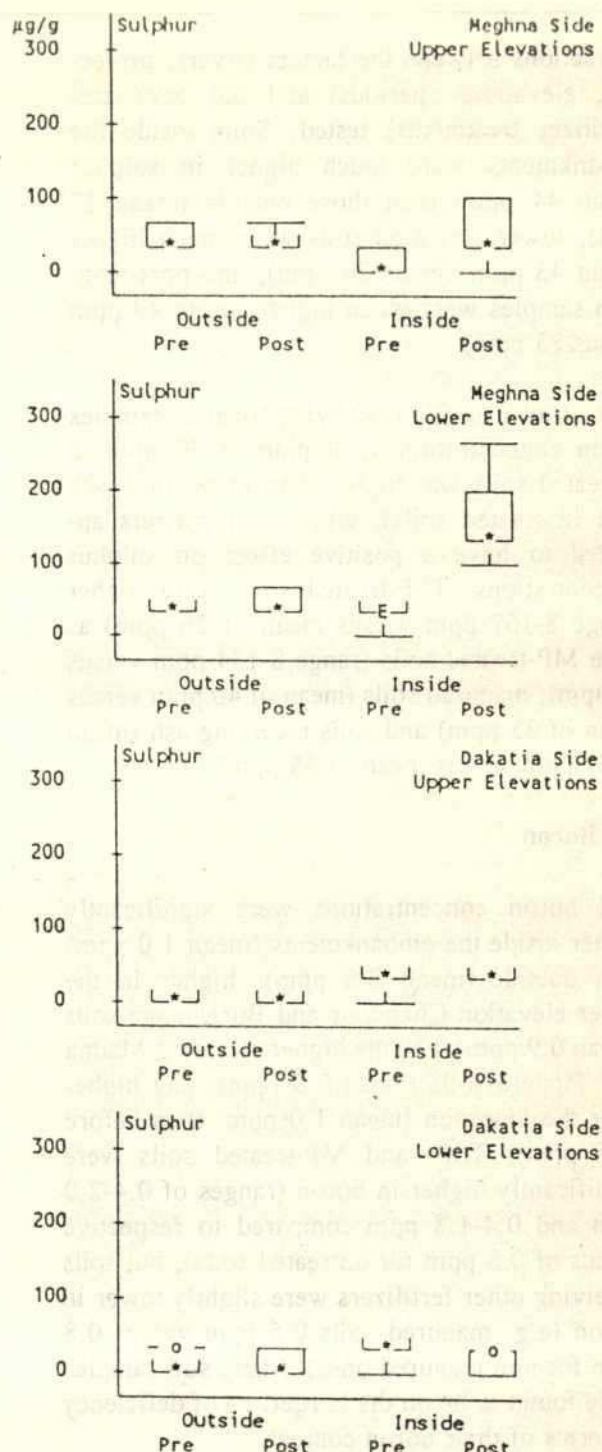 µg/g
300
200
100
0
Sulphur
Meghna Side
Upper Elevations
Outside Inside
Pre Post Pre Post
300
200
100
0
Sulphur
Meghna Side
Lower Elevations
E
Outside Inside
Pre Post Pre Post
300
200
100
0
Sulphur
Dakatia Side
Upper Elevations
Outside Inside
Pre Post Pre Post
300
200
100
0
Sulphur
Dakatia Side
Lower Elevations
Outside Inside
Pre Post Pre Post